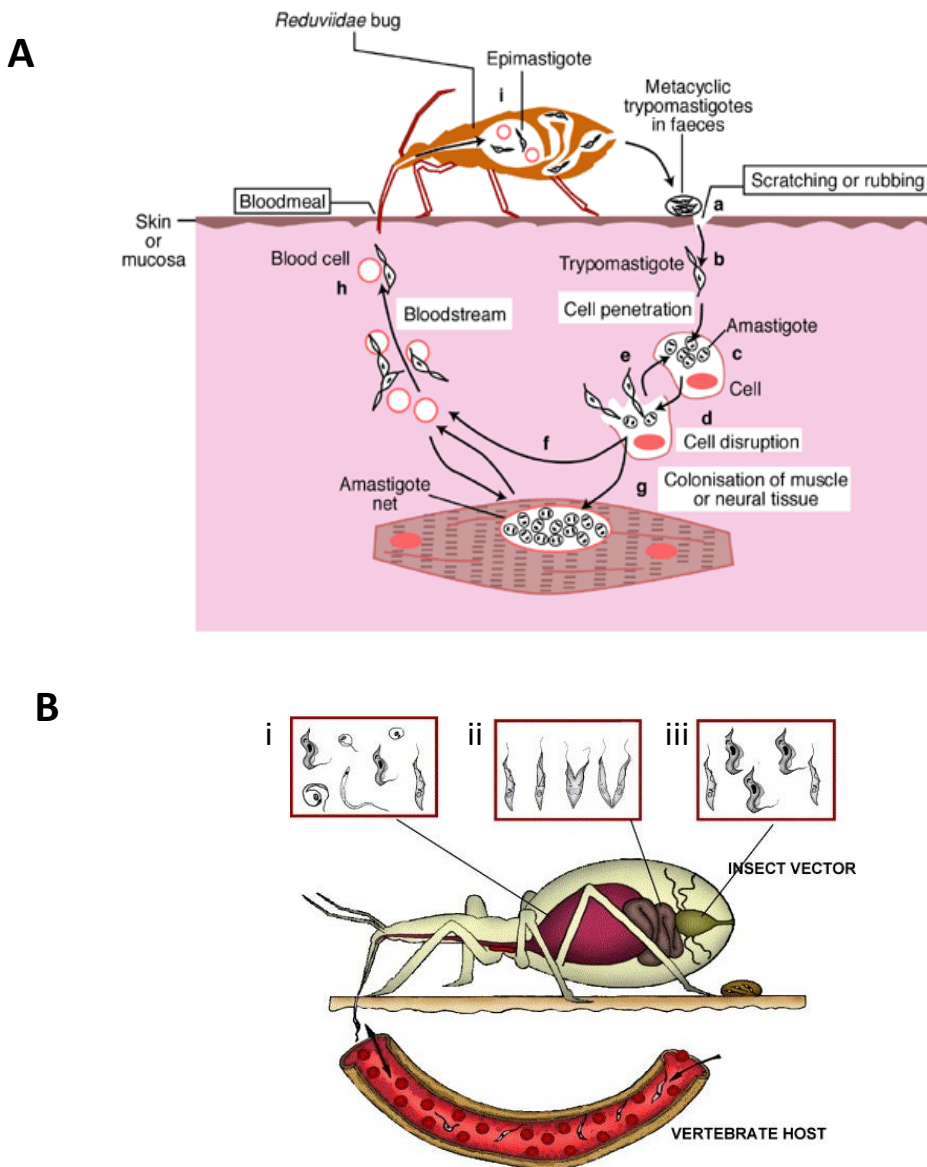 A
Reduviidae bug
Epimastigote
i
Metacyclic
trypomastigotes
in faeces
Scratching or rubbing
Bloodmeal
a
Skin
or
mucosa
Blood cell
h
Trypomastigote
b
Bloodstream
Cell penetration
Amastigote
e
c
Cell
d
f
Cell disruption
g
Colonisation of muscle
or neural tissue
Amastigote
net
B
i
ii
iii
INSECT VECTOR
VERTEBRATE HOST